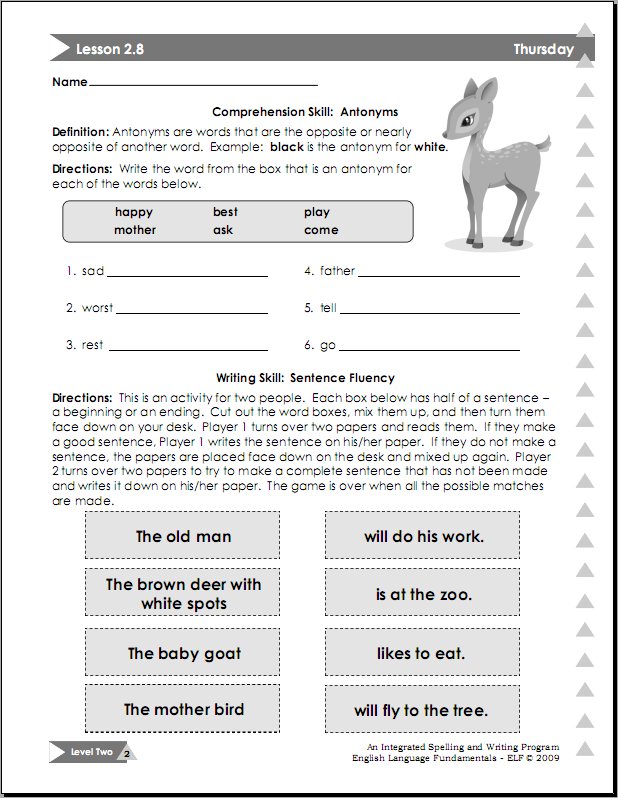 Lesson 2.8 Thursday
Name
Comprehension Skill: Antonyms
Definition: Antonyms are words that are the opposite or nearly
opposite of another word. Example: black is the antonym for white.
Directions: Write the word from the box that is an antonym for
each of the words below.
happy best play
mother ask come
1. sad 4. father
2. worst 5. tell
3. rest 6. go
Writing Skill: Sentence Fluency
Directions: This is an activity for two people. Each box below has half of a sentence –
a beginning or an ending. Cut out the word boxes, mix them up, and then turn them
face down on your desk. Player 1 turns over two papers and reads them. If they make
a good sentence, Player 1 writes the sentence on his/her paper. If they do not make a
sentence, the papers are placed face down on the desk and mixed up again. Player
2 turns over two papers to try to make a complete sentence that has not been made
and writes it down on his/her paper. The game is over when all the possible matches
are made.
The old man will do his work.
The brown deer with
white spots
is at the zoo.
The baby goat likes to eat.
The mother bird will fly to the tree.
Level Two 2
An Integrated Spelling and Writing Program
English Language Fundamentals - ELF © 2009